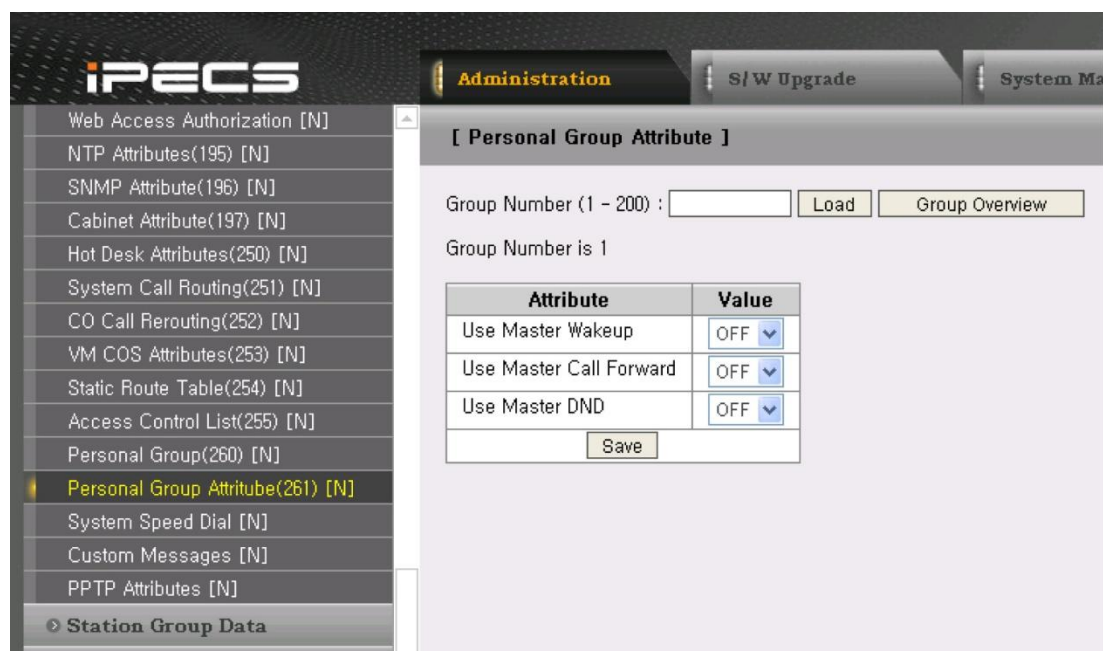 iPECS
Administration
S/W Upgrade
System Ma
Web Access Authorization [N]
NTP Attributes(195) [N]
SNMP Attribute(196) [N]
Cabinet Attribute(197) [N]
Hot Desk Attributes(250) [N]
System Call Routing(251) [N]
CO Call Rerouting(252) [N]
VM COS Attributes(253) [N]
Static Route Table(254) [N]
Access Control List(255) [N]
Personal Group(260) [N]
Personal Group Attritube(261) [N]
System Speed Dial [N]
Custom Messages [N]
PPTP Attributes [N]
Station Group Data
[ Personal Group Attribute ]
Group Number (1 - 200) : Load Group Overview
Group Number is 1
Attribute Value
Use Master Wakeup OFF
Use Master Call Forward OFF
Use Master DND OFF
Save